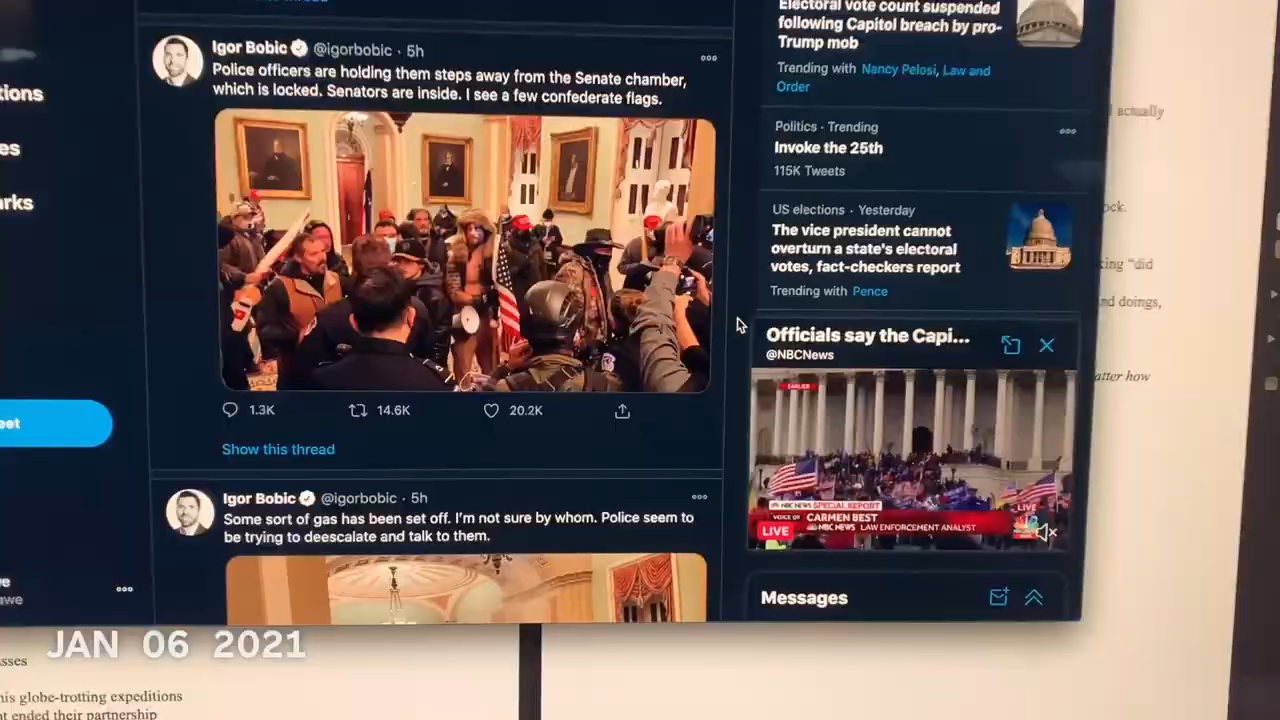 Igor Bobic @igorbobic · 5h
Police officers are holding them steps away from the Senate chamber,
which is locked. Senators are inside. I see a few confederate flags.
1.3K 14.6K 20.2K
Show this thread
Igor Bobic @igorbobic · 5h
Some sort of gas has been set off. I'm not sure by whom. Police seem to
be trying to deescalate and talk to them.
Electoral vote count suspended
following Capitol breach by pro-
Trump mob
Trending with Nancy Pelosi, Law and
Order
Politics · Trending
Invoke the 25th
115K Tweets
US elections · Yesterday
The vice president cannot
overturn a state's electoral
votes, fact-checkers report
Trending with Pence
Officials say the Capi...
@NBCNews
EARLIER
NBC NEWS SPECIAL REPORT
LIVE
VOICE OF CARMEN BEST
NBC NEWS LAW ENFORCEMENT ANALYST
LIVE
Messages
actually
"did
nd doings,
atter how
JAN 06 2021
sses
his globe-trotting expeditions
t ended their partnership